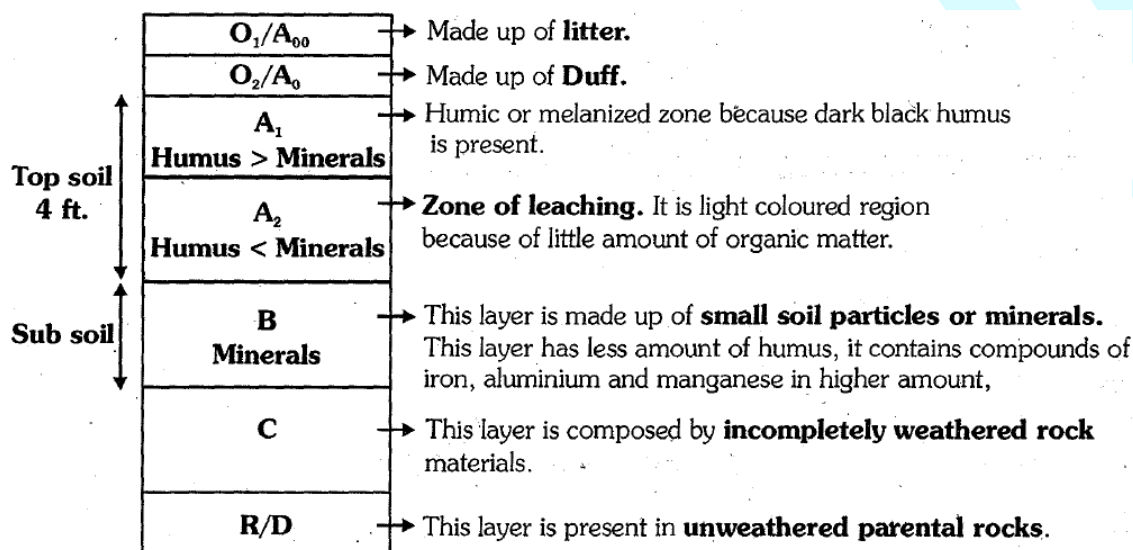 O₁/A₀₀ Made up of litter.
O₂/A₀ Made up of Duff.
A₁ Humic or melanized zone because dark black humus
is present.
Humus > Minerals
Top soil
4 ft.
A₂ Zone of leaching. It is light coloured region
Humus < Minerals because of little amount of organic matter.
Sub soil
B This layer is made up of small soil particles or minerals.
Minerals This layer has less amount of humus, it contains compounds of
iron, aluminium and manganese in higher amount,
C This layer is composed by incompletely weathered rock
materials.
R/D This layer is present in unweathered parental rocks.